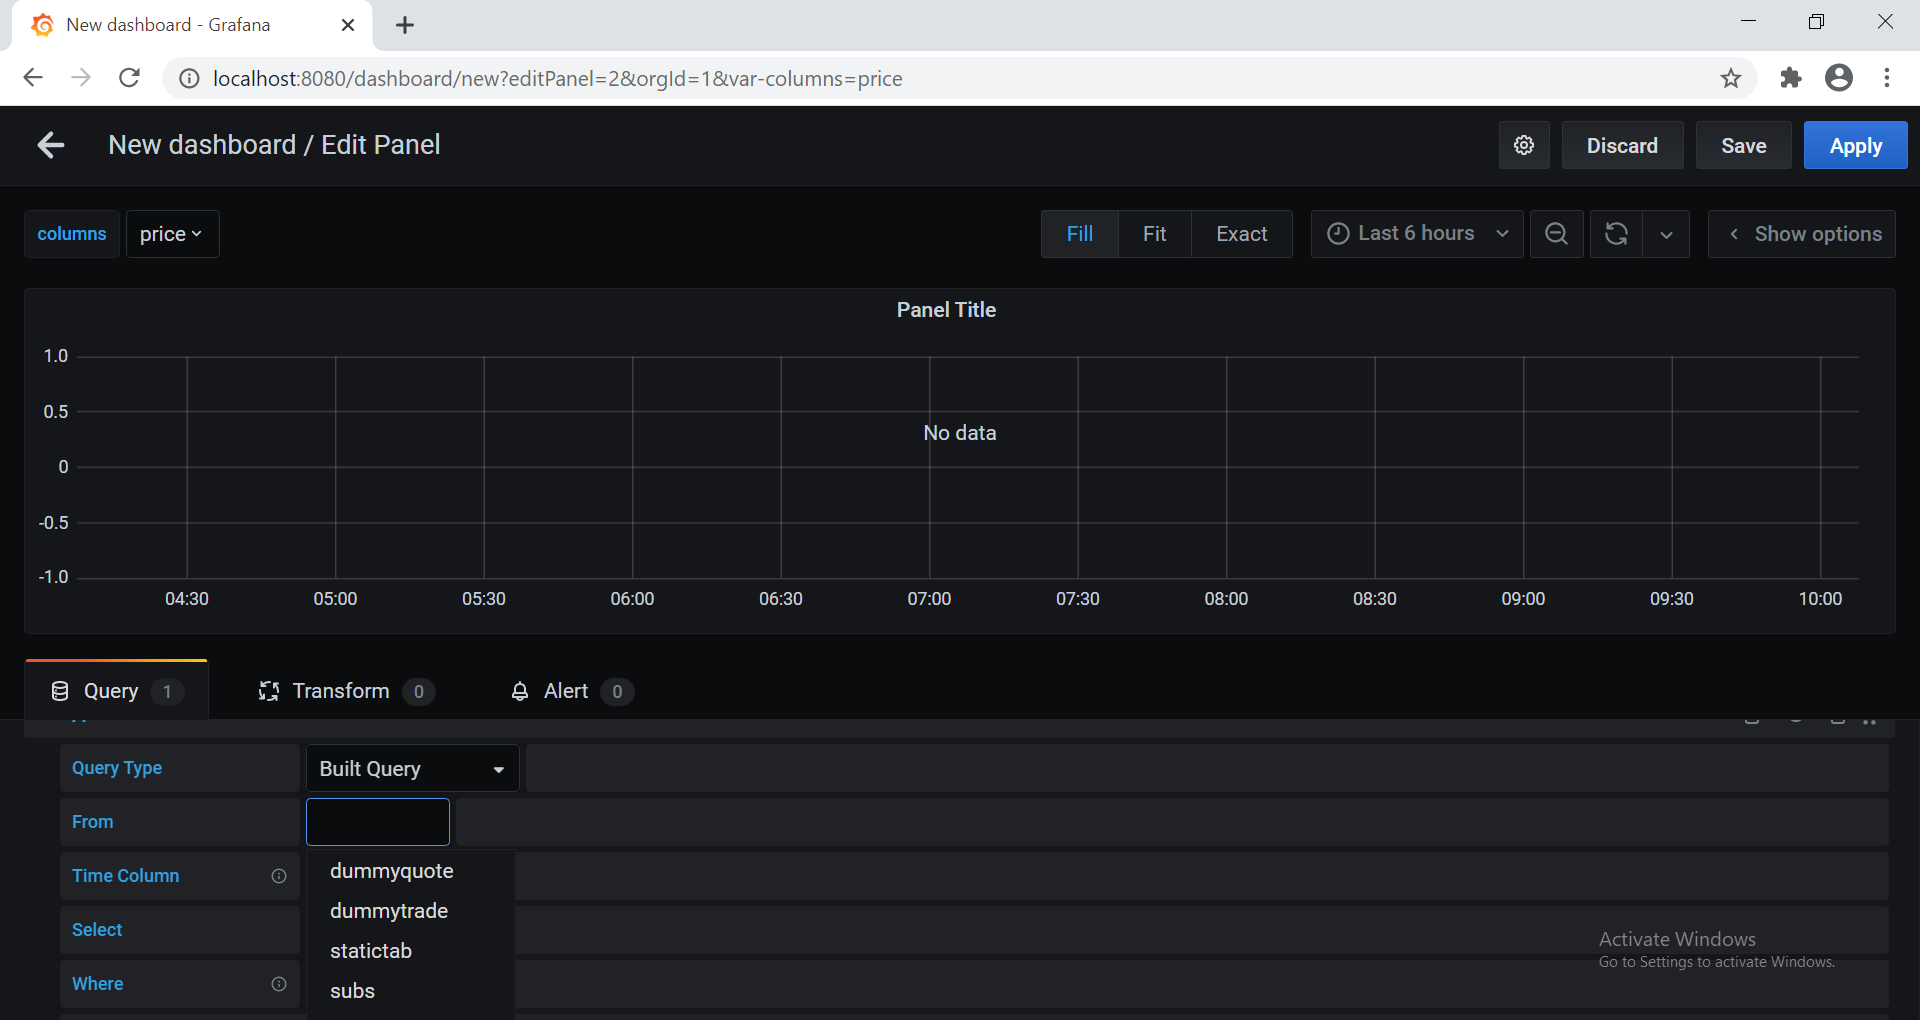 New dashboard - Grafana
localhost:8080/dashboard/new?editPanel=2&orgId=1&var-columns=price
New dashboard / Edit Panel
Discard
Save
Apply
columns
price
Fill
Fit
Exact
Last 6 hours
Show options
Panel Title
1.0
0.5
0
-0.5
-1.0
No data
04:30
05:00
05:30
06:00
06:30
07:00
07:30
08:00
08:30
09:00
09:30
10:00
Query 1
Transform 0
Alert 0
Query Type
Built Query
From
dummyquote
dummytrade
statictab
subs
Time Column
Select
Where
Activate Windows
Go to Settings to activate Windows.